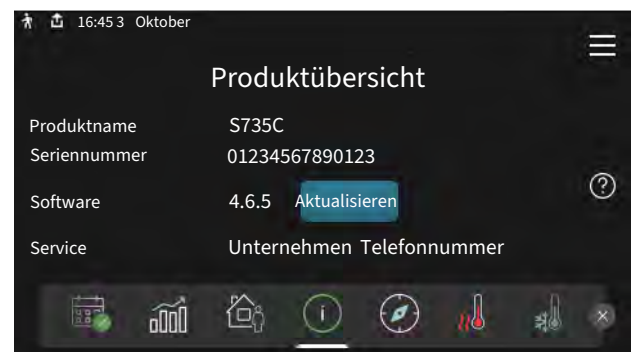 16:45 3 Oktober
Produktübersicht
Produktname S735C
Seriennummer 01234567890123
Software 4.6.5 Aktualisieren
Service Unternehmen Telefonnummer